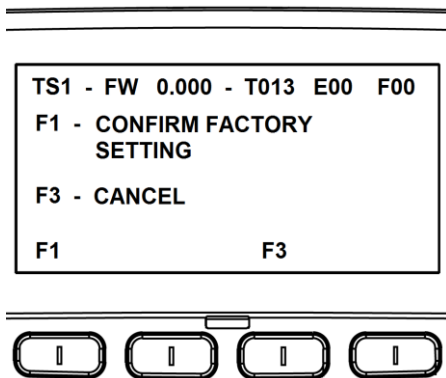 TS1 - FW 0.000 - T013 E00 F00
F1 - CONFIRM FACTORY
SETTING
F3 - CANCEL
F1 F3